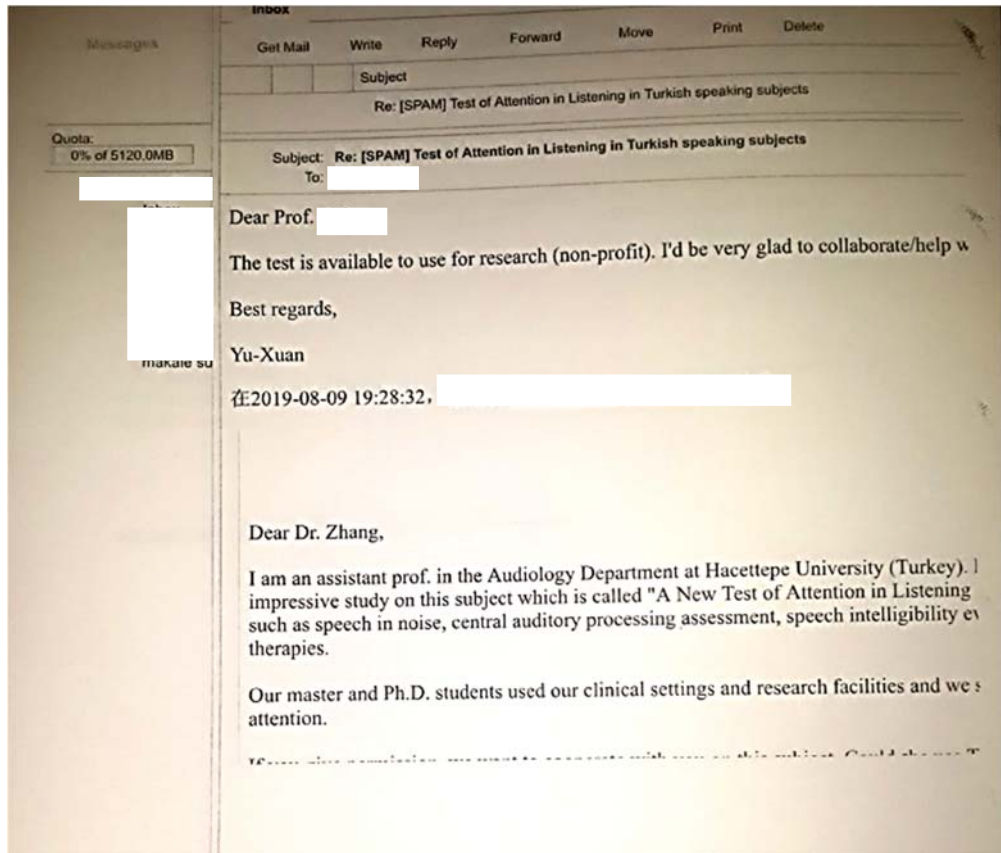 Inbox
Messages
Get Mail Write Reply Forward Move Print Delete
Subject
Re: [SPAM] Test of Attention in Listening in Turkish speaking subjects
Quota:
0% of 5120,0MB
Subject: Re: [SPAM] Test of Attention in Listening in Turkish speaking subjects
To:
Dear Prof.
The test is available to use for research (non-profit). I'd be very glad to collaborate/help w
Best regards,
makale su
Yu-Xuan
在2019-08-09 19:28:32,
Dear Dr. Zhang,
I am an assistant prof. in the Audiology Department at Hacettepe University (Turkey). I
impressive study on this subject which is called "A New Test of Attention in Listening
such as speech in noise, central auditory processing assessment, speech intelligibility ev
therapies.
Our master and Ph.D. students used our clinical settings and research facilities and we s
attention.